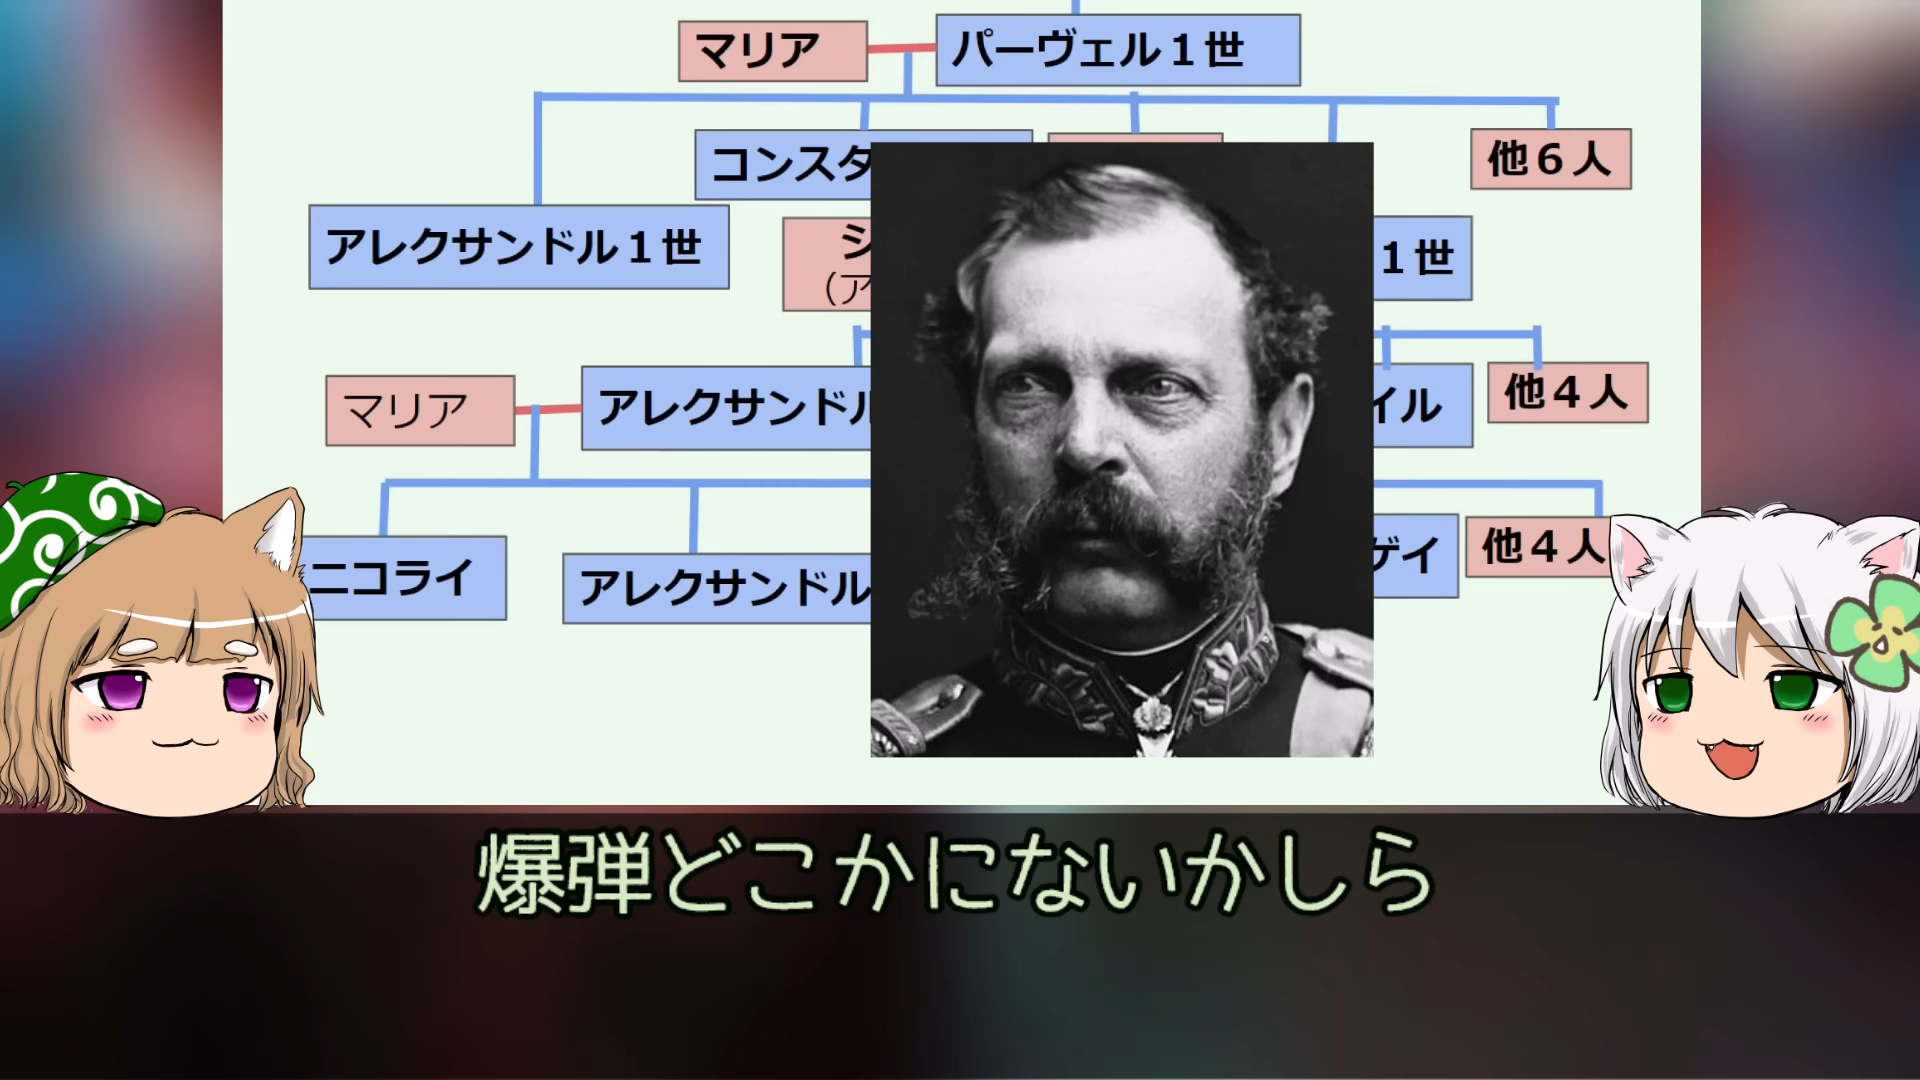 マリア
パーヴェル１世
コンスタ
他６人
アレクサンドル１世
シ
(ア
１世
マリア
アレクサンドル
イル
他４人
ニコライ
アレクサンドル
ゲイ
他４人
爆弾どこかにないかしら